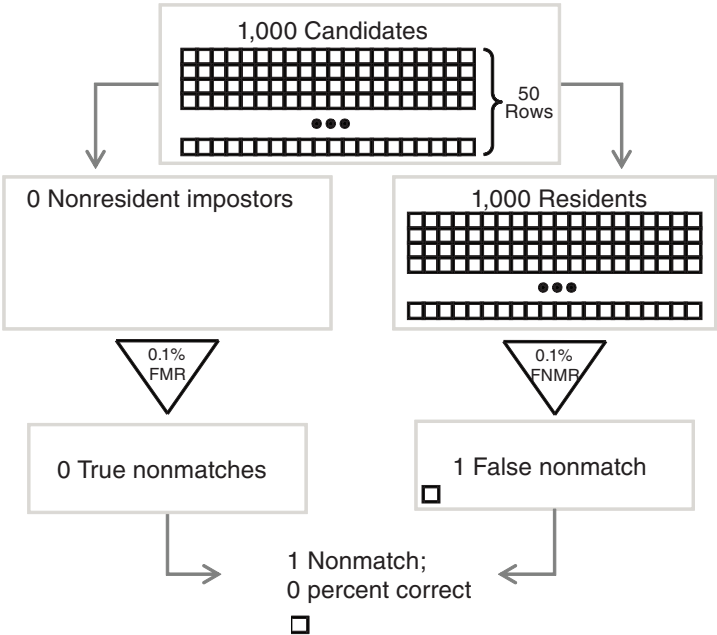 1,000 Candidates
50
Rows
0 Nonresident impostors
1,000 Residents
0.1%
FMR
0.1%
FNMR
0 True nonmatches
1 False nonmatch
1 Nonmatch;
0 percent correct